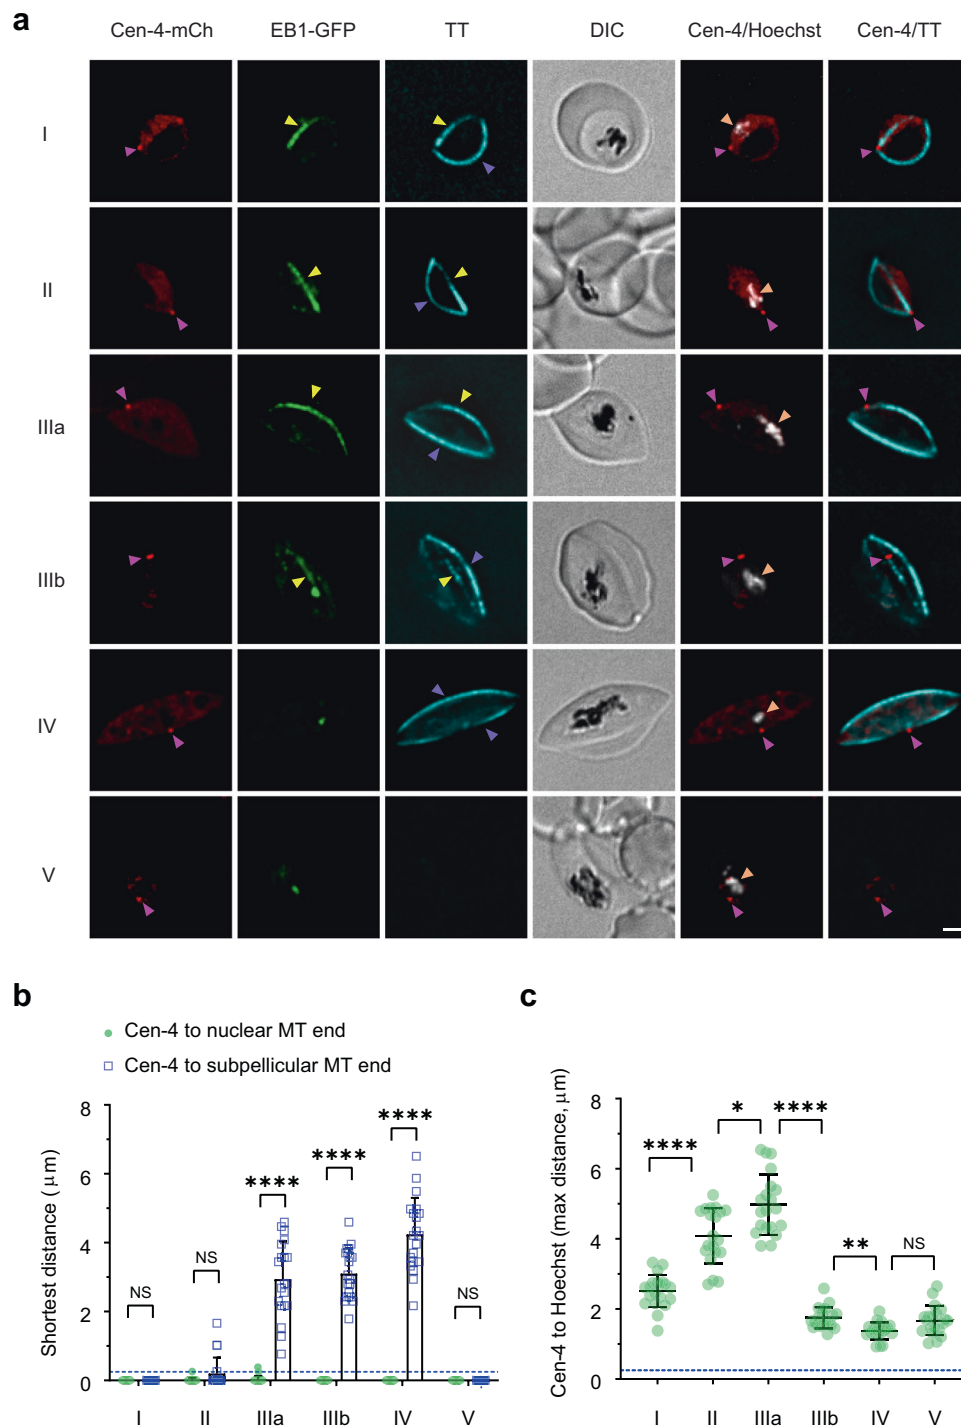 a
Cen-4-mCh EB1-GFP TT DIC Cen-4/Hoechst Cen-4/TT
I
II
IIIa
IIIb
IV
V
b
Cen-4 to nuclear MT end
Cen-4 to subpellicular MT end
Shortest distance (μm)
8
6
4
2
0
NS
NS
****
****
****
NS
I II IIIa IIIb IV V
c
Cen-4 to Hoechst (max distance, μm)
8
6
4
2
0
****
*
****
**
NS
I II IIIa IIIb IV V